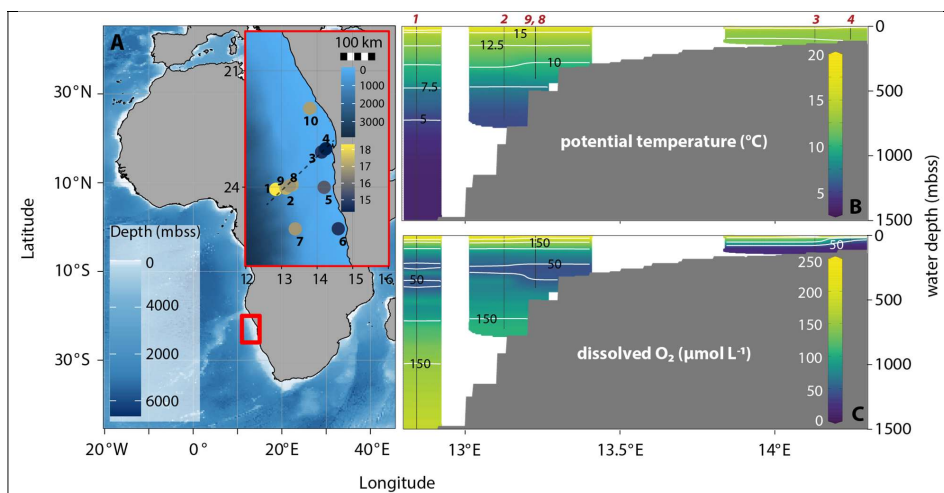 A
100 km
21
24
12 13 14 15 16
0
1000
2000
3000
18
17
16
15
10
4
3
9 8
1
2
5
7
6
30°N
10°N
10°S
30°S
Latitude
Depth (mbss)
0
4000
2000
6000
20°W 0° 20°E 40°E
1 2 9, 8 3 4
15
12.5
10
7.5
5
potential temperature (°C)
20
15
10
5
B
0
500
1000
1500
150
50
50
150
150
50
dissolved O₂ (µmol L⁻¹)
250
200
150
100
50
0
C
0
500
1000
1500
water depth (mbss)
13°E 13.5°E 14°E
Longitude